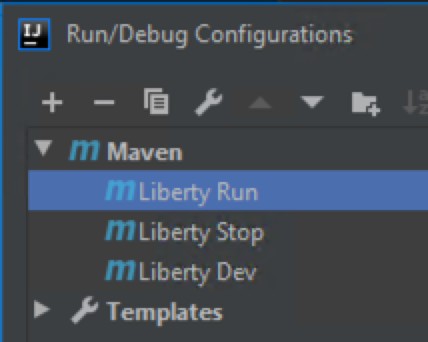 IJ Run/Debug Configurations
m Maven
m Liberty Run
m Liberty Stop
m Liberty Dev
Templates